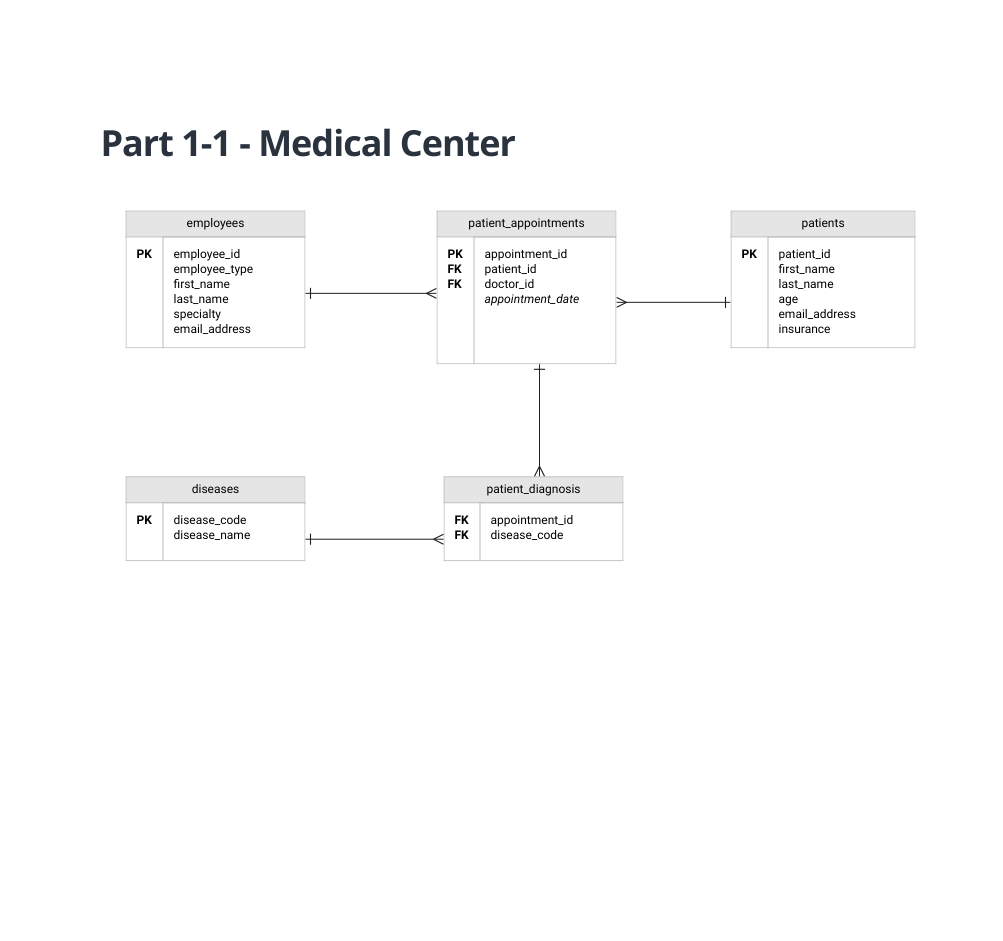 Part 1-1 - Medical Center
employees
PK employee_id
employee_type
first_name
last_name
specialty
email_address
patient_appointments
PK appointment_id
FK patient_id
FK doctor_id
appointment_date
patients
PK patient_id
first_name
last_name
age
email_address
insurance
diseases
PK disease_code
disease_name
patient_diagnosis
FK appointment_id
FK disease_code